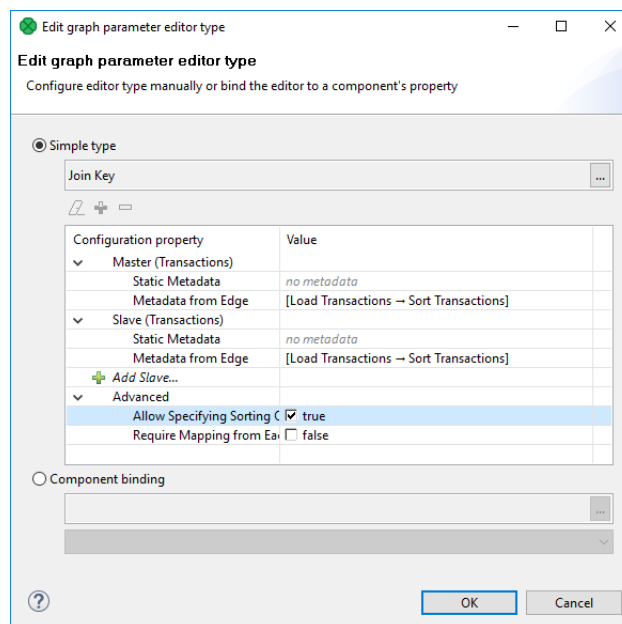 Edit graph parameter editor type
Edit graph parameter editor type
Configure editor type manually or bind the editor to a component's property
Simple type
Join Key
...
Configuration property Value
Master (Transactions)
Static Metadata no metadata
Metadata from Edge [Load Transactions → Sort Transactions]
Slave (Transactions)
Static Metadata no metadata
Metadata from Edge [Load Transactions → Sort Transactions]
Add Slave...
Advanced
Allow Specifying Sorting true
Require Mapping from false
Component binding
...
? OK Cancel